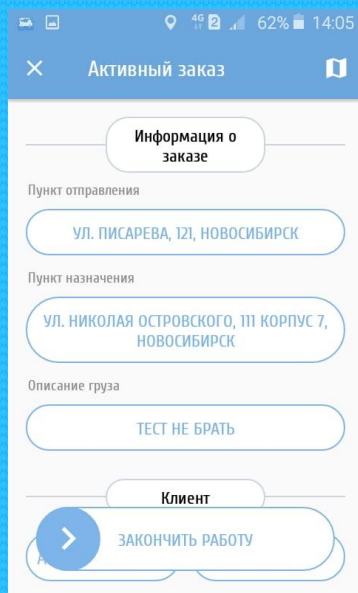 4G 2 62% 14:05
Активный заказ
Информация о
заказе
Пункт отправления
УЛ. ПИСАРЕВА, 121, НОВОСИБИРСК
Пункт назначения
УЛ. НИКОЛАЯ ОСТРОВСКОГО, 111 КОРПУС 7,
НОВОСИБИРСК
Описание груза
ТЕСТ НЕ БРАТЬ
Клиент
ЗАКОНЧИТЬ РАБОТУ